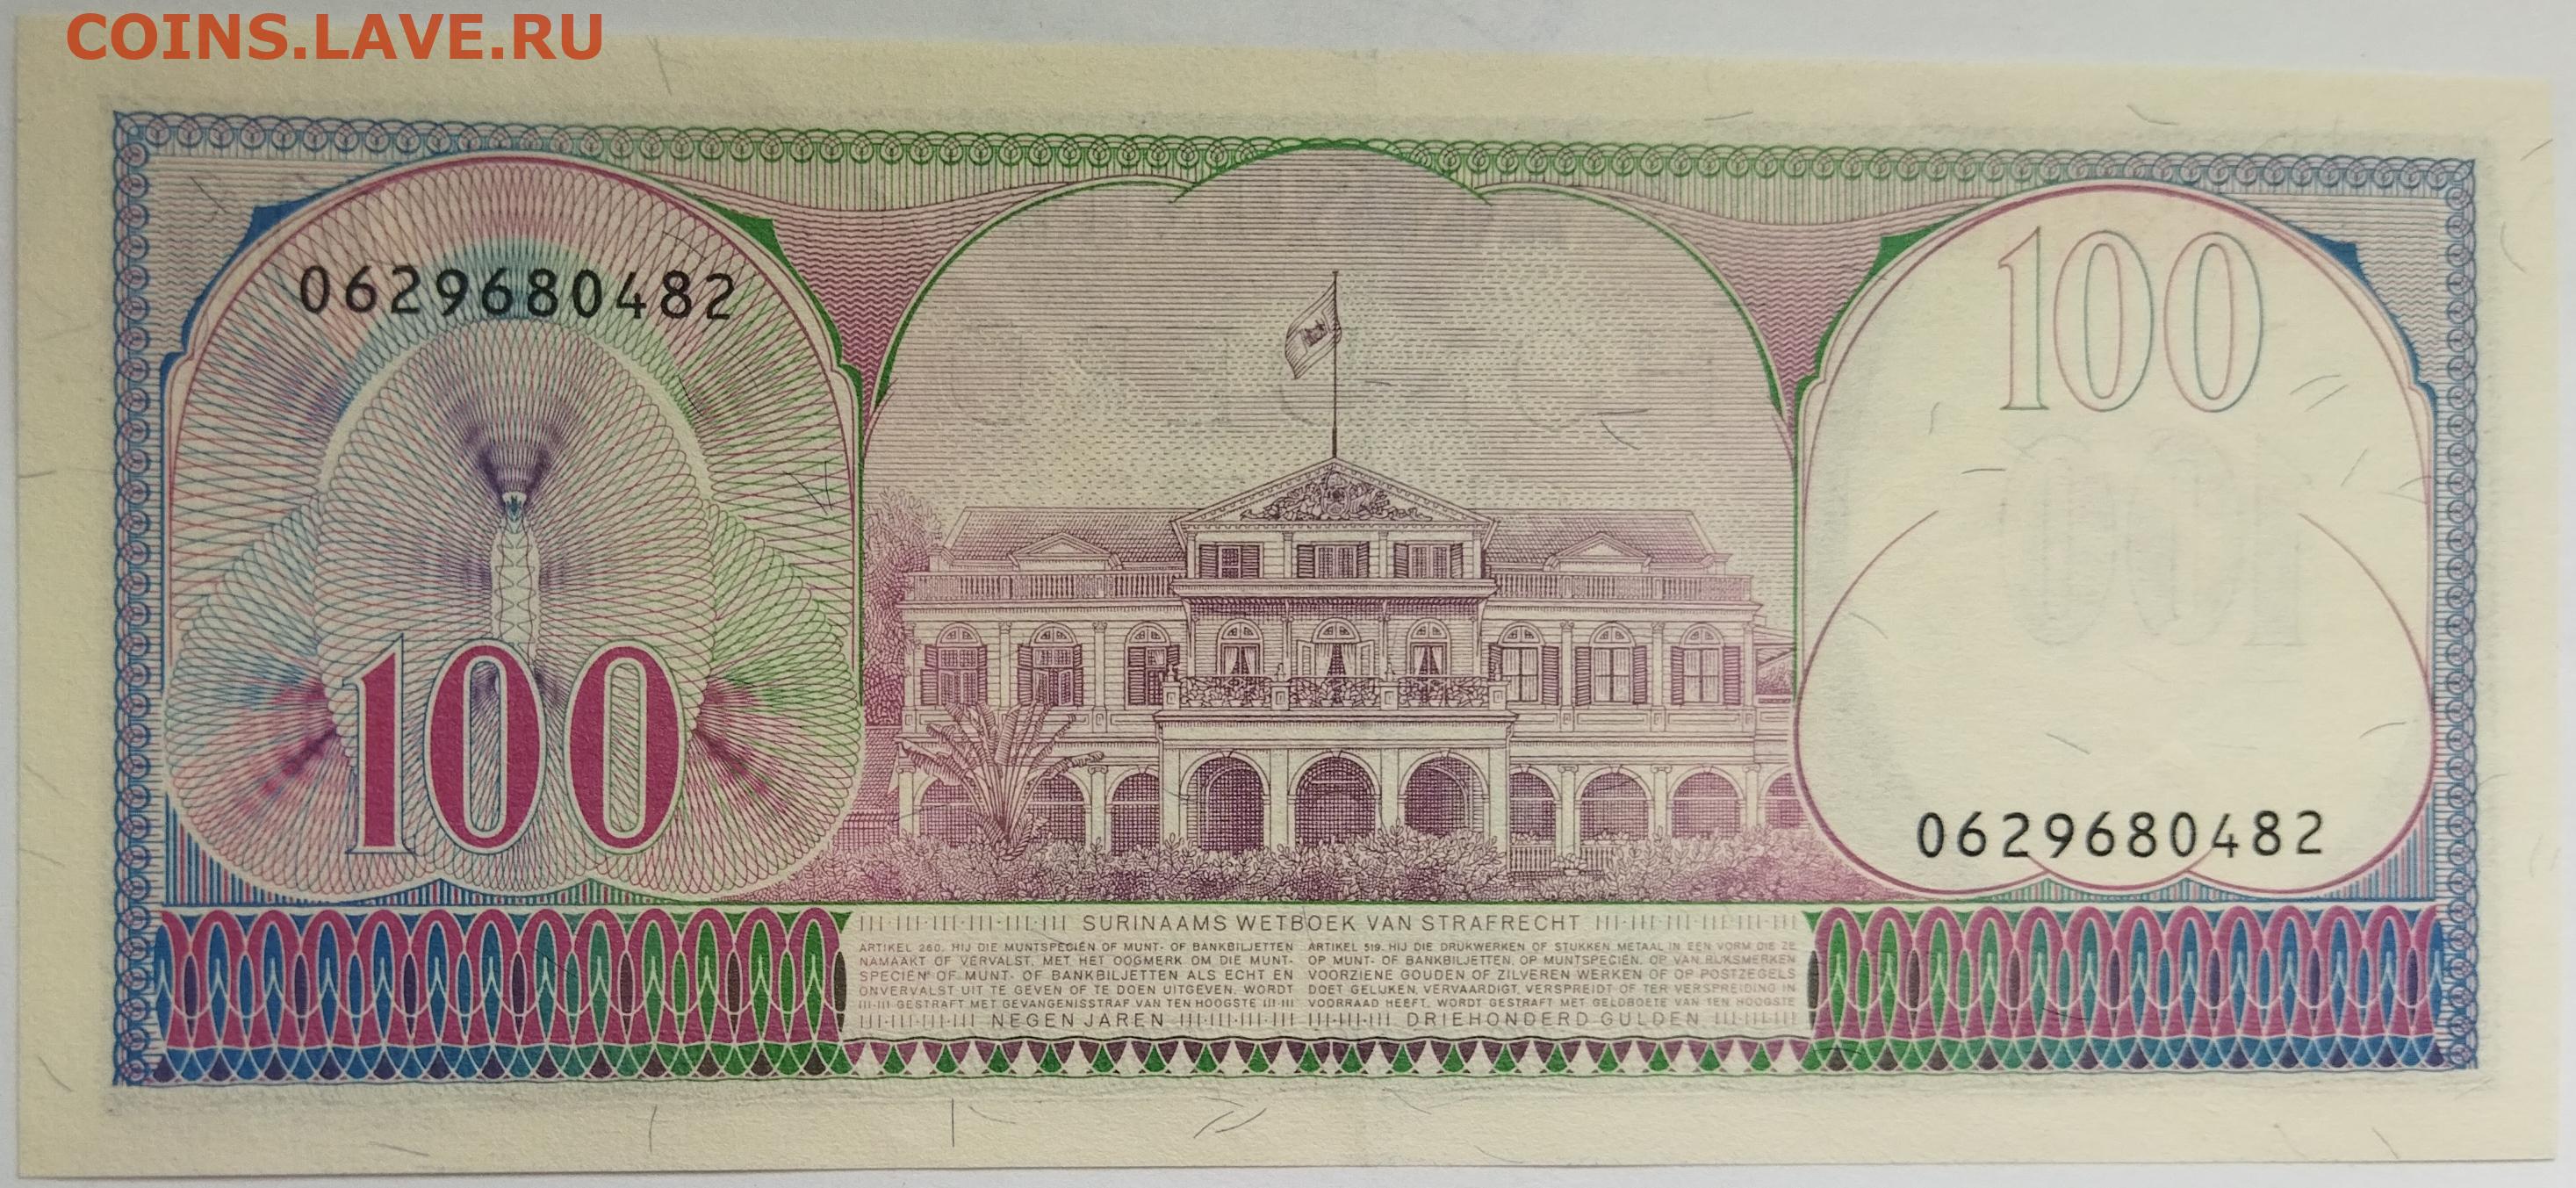 COINS.LAVE.RU
0629680482
100
100
100
0629680482
SURINAAMS WETBOEK VAN STRAFRECHT
ARTIKEL 260. HIJ DIE MUNTSPECIËN OF MUNT- OF BANKBILJETTEN
NAMAAKT OF VERVALST, MET HET OOGMERK OM DIE MUNT-
SPECIËN OF MUNT- OF BANKBILJETTEN ALS ECHT EN
ONVERVALST UIT TE GEVEN OF TE DOEN UITGEVEN, WORDT
GESTRAFT MET GEVANGENISSTRAF VAN TEN HOOGSTE
NEGEN JAREN
ARTIKEL 519. HIJ DIE DRUKWERKEN OF STUKKEN METAAL IN EEN VORM DIE ZE
OP MUNT- OF BANKBILJETTEN, OP MUNTSPECIËN, OP VAN RIJKSMERKEN
VOORZIENE GOUDEN OF ZILVEREN WERKEN OF OP POSTZEGELS
DOET GELIJKEN, VERVAARDIGT, VERSPREIDT OF TER VERSPREIDING IN
VOORRAAD HEEFT, WORDT GESTRAFT MET GELDBOETE VAN TEN HOOGSTE
DRIEHONDERD GULDEN